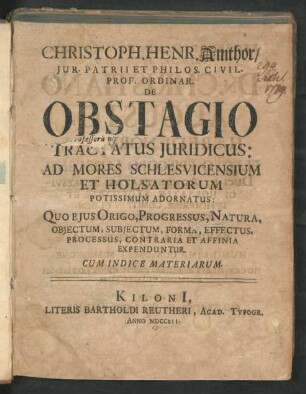 CHRISTOPH, HENR. Amthor/
JUR. PATRII ET PHILOS. CIVIL.
PROF. ORDINAR.
DE
OBSTAGIO
TRACTATUS JURIDICUS:
AD MORES SCHLESVICENSIUM
ET HOLSATORUM
POTISSIMUM ADORNATUS:
QUO EJUS ORIGO, PROGRESSUS, NATURA,
OBJECTUM, SUBJECTUM, FORMA, EFFECTUS,
PROCESSUS, CONTRARIA ET AFFINIA
EXPENDUNTUR.
CUM INDICE MATERIARUM.
KILONI,
LITERIS BARTHOLDI REUTHERI, ACAD. TYPOGR.